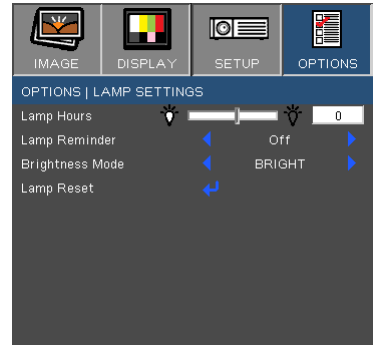 IMAGE DISPLAY SETUP OPTIONS
OPTIONS | LAMP SETTINGS
Lamp Hours 0
Lamp Reminder Off
Brightness Mode BRIGHT
Lamp Reset